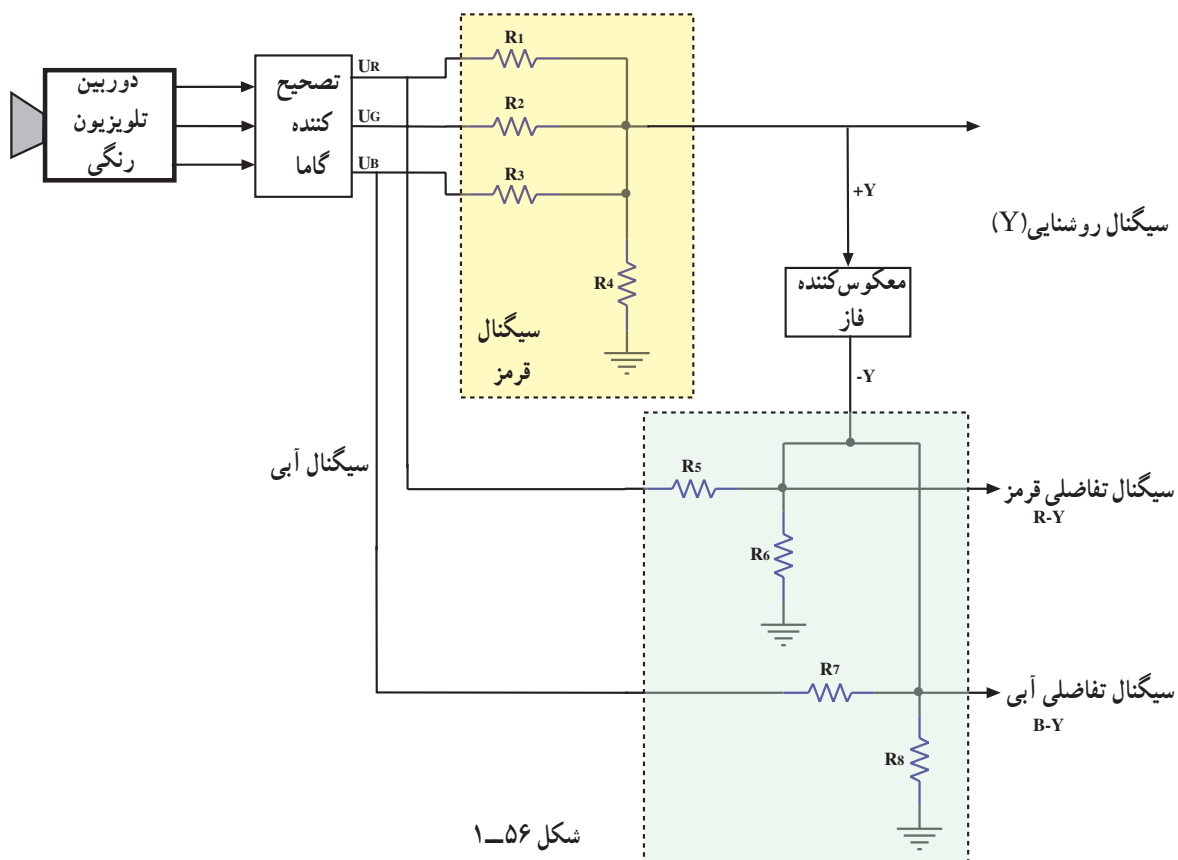 دوربین
تلویزیون
رنگی
تصحیح
کننده
گاما
UR
UG
UB
R1
R2
R3
R4
سیگنال
قرمز
+Y
سیگنال روشنایی(Y)
معکوس‌کننده
فاز
-Y
سیگنال آبی
R5
R6
سیگنال تفاضلی قرمز
R-Y
R7
R8
سیگنال تفاضلی آبی
B-Y
شکل ۵۶ــ۱